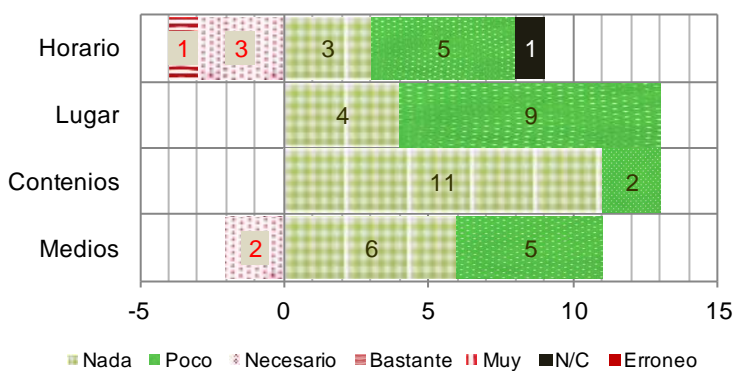 Horario 1 3 3 5 1
Lugar 4 9
Contenios 11 2
Medios 2 6 5
-5 0 5 10 15
Nada Poco Necesario Bastante Muy N/C Erroneo